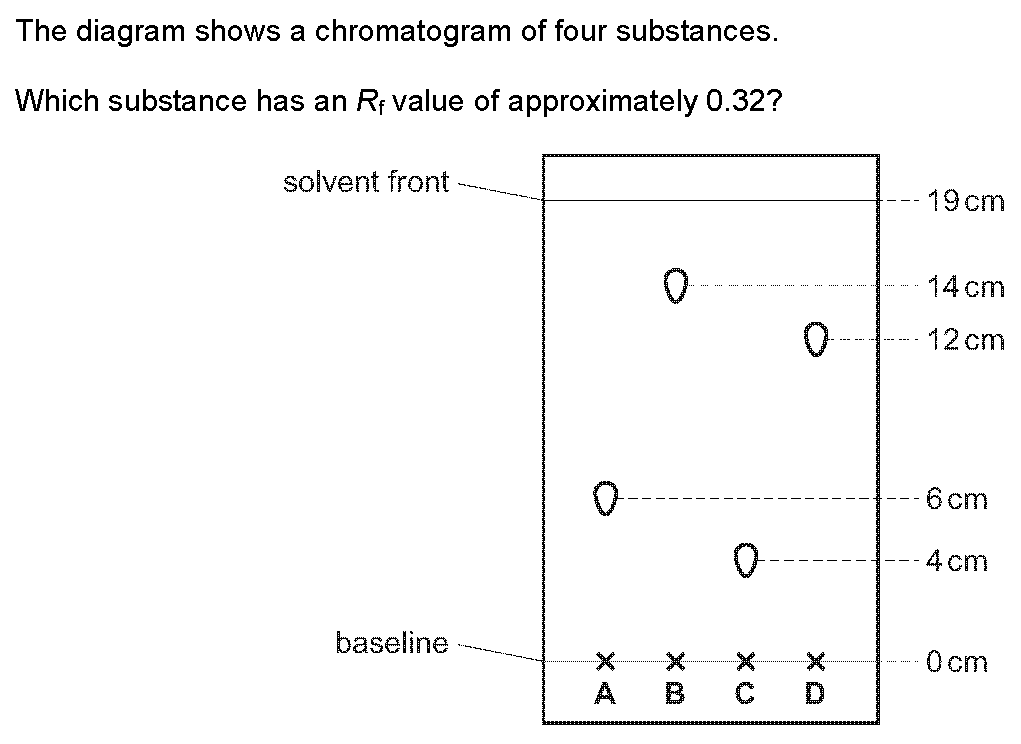 The diagram shows a chromatogram of four substances.
Which substance has an Rf value of approximately 0.32?
solvent front
19 cm
14 cm
12 cm
6 cm
4 cm
baseline
0 cm
A B C D